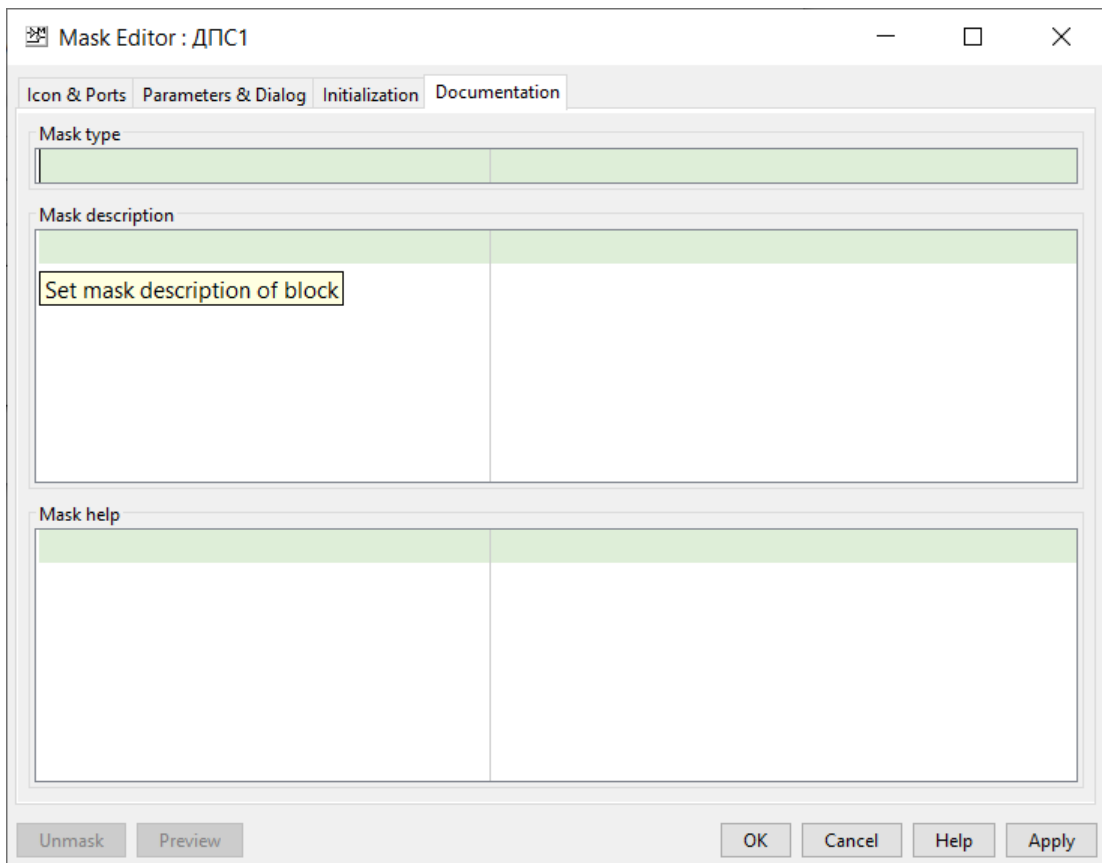 Mask Editor : ДПС1
Icon & Ports Parameters & Dialog Initialization Documentation
Mask type
Mask description
Set mask description of block
Mask help
Unmask Preview OK Cancel Help Apply